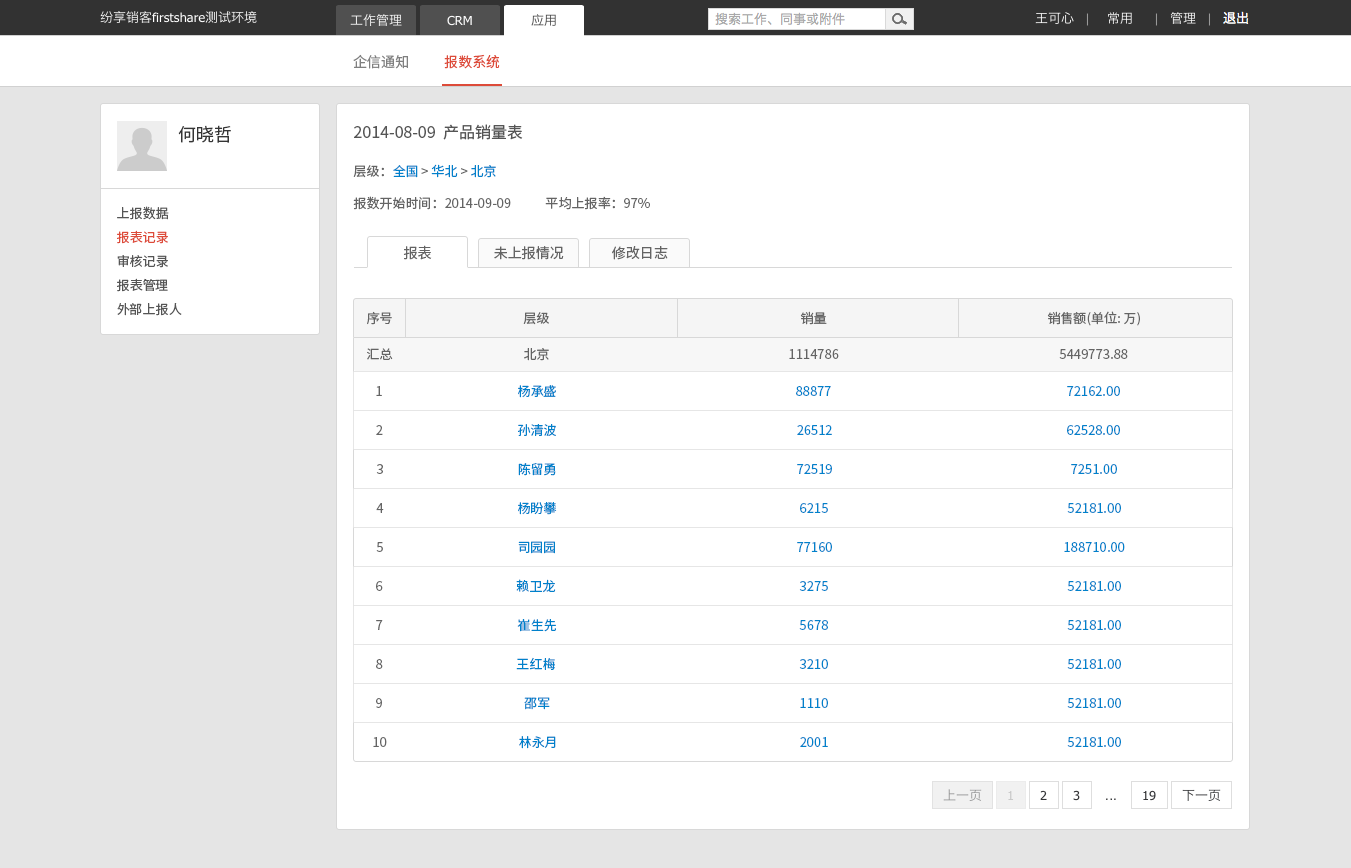 纷享销客firstshare测试环境 工作管理 CRM 应用 搜索工作、同事或附件 王可心 | 常用 | 管理 | 退出
企信通知 报数系统
何晓哲
上报数据
报表记录
审核记录
报表管理
外部上报人
2014-08-09 产品销量表
层级：全国 > 华北 > 北京
报数开始时间：2014-09-09 平均上报率：97%
报表 未上报情况 修改日志
序号 层级 销量 销售额(单位: 万)
汇总 北京 1114786 5449773.88
1 杨承盛 88877 72162.00
2 孙清波 26512 62528.00
3 陈留勇 72519 7251.00
4 杨盼攀 6215 52181.00
5 司园园 77160 188710.00
6 赖卫龙 3275 52181.00
7 崔生先 5678 52181.00
8 王红梅 3210 52181.00
9 邵军 1110 52181.00
10 林永月 2001 52181.00
上一页 1 2 3 ... 19 下一页